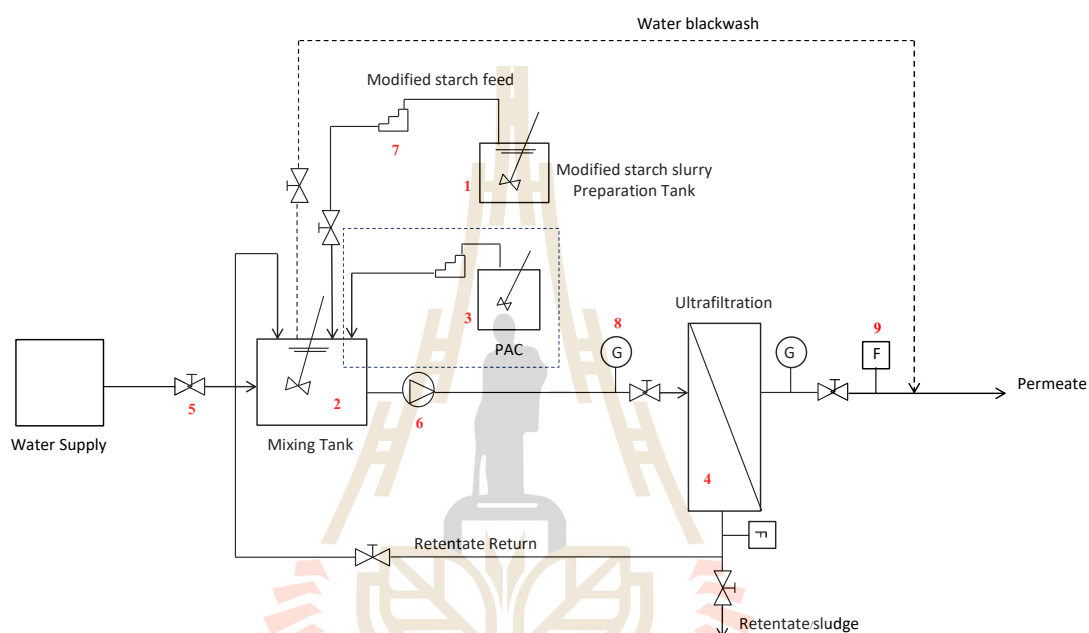 Water blackwash
Modified starch feed
7
1
Modified starch slurry
Preparation Tank
3
PAC
Ultrafiltration
8
9
G
G
F
Permeate
5
2
6
4
Water Supply
Mixing Tank
F
Retentate Return
Retentate/sludge